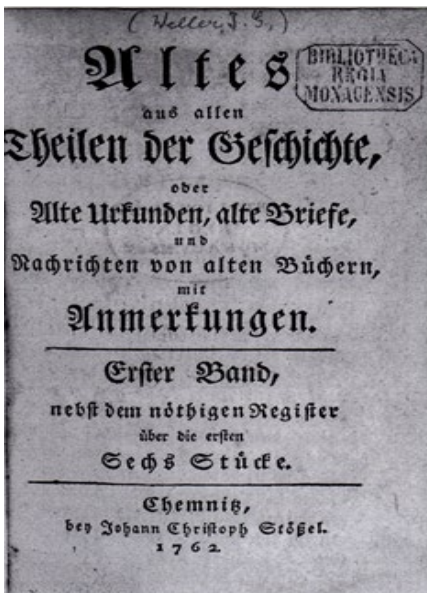 (Weller, J. G.,)
Altes
BIBLIOTHECA
REGIA
MONACENSIS
aus allen
Theilen der Geschichte,
oder
Alte Urkunden, alte Briefe,
und
Nachrichten von alten Büchern,
mit
Anmerkungen.
Erster Band,
nebst dem nöthigen Register
über die ersten
Sechs Stücke.
Chemnitz,
bey Johann Christoph Stößel.
1762.